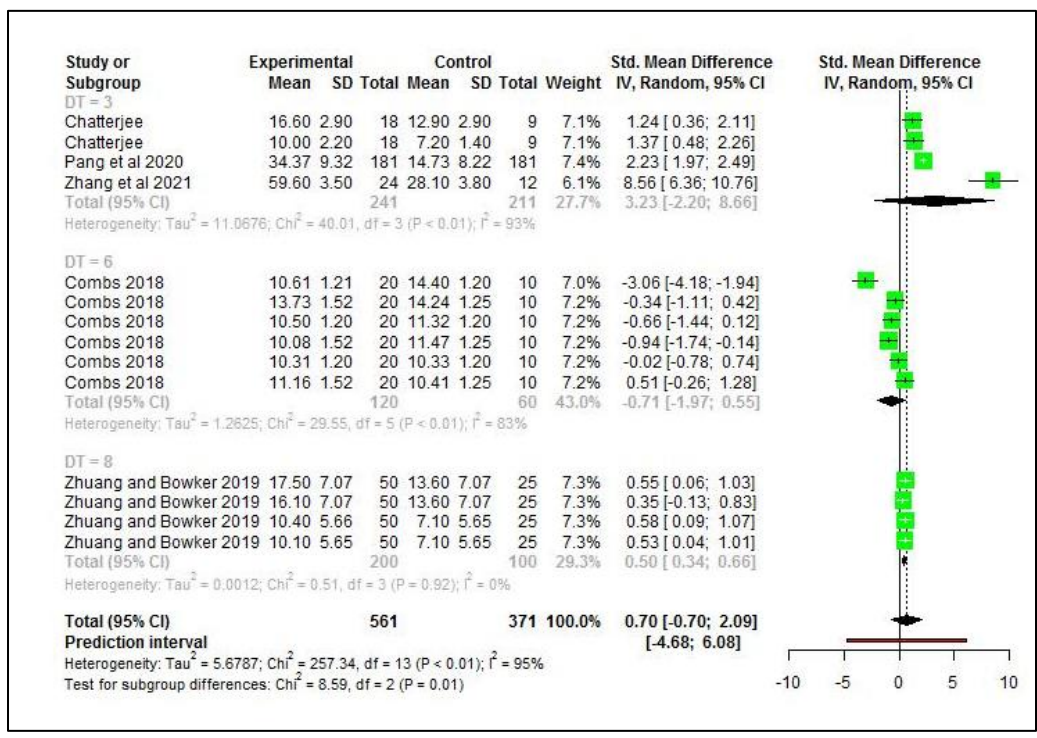 Study or Experimental Control Std. Mean Difference Std. Mean Difference
Subgroup Mean SD Total Mean SD Total Weight IV, Random, 95% CI IV, Random, 95% CI
DT = 3
Chatterjee 16.60 2.90 18 12.90 2.90 9 7.1% 1.24 [ 0.36; 2.11]
Chatterjee 10.00 2.20 18 7.20 1.40 9 7.1% 1.37 [ 0.48; 2.26]
Pang et al 2020 34.37 9.32 181 14.73 8.22 181 7.4% 2.23 [ 1.97; 2.49]
Zhang et al 2021 59.60 3.50 24 28.10 3.80 12 6.1% 8.56 [ 6.36; 10.76]
Total (95% CI) 241 211 27.7% 3.23 [-2.20; 8.66]
Heterogeneity: Tau² = 11.0676; Chi² = 40.01, df = 3 (P < 0.01); I² = 93%
DT = 6
Combs 2018 10.61 1.21 20 14.40 1.20 10 7.0% -3.06 [-4.18; -1.94]
Combs 2018 13.73 1.52 20 14.24 1.25 10 7.2% -0.34 [-1.11; 0.42]
Combs 2018 10.50 1.20 20 11.32 1.20 10 7.2% -0.66 [-1.44; 0.12]
Combs 2018 10.08 1.52 20 11.47 1.25 10 7.2% -0.94 [-1.74; -0.14]
Combs 2018 10.31 1.20 20 10.33 1.20 10 7.2% -0.02 [-0.78; 0.74]
Combs 2018 11.16 1.52 20 10.41 1.25 10 7.2% 0.51 [-0.26; 1.28]
Total (95% CI) 120 60 43.0% -0.71 [-1.97; 0.55]
Heterogeneity: Tau² = 1.2625; Chi² = 29.55, df = 5 (P < 0.01); I² = 83%
DT = 8
Zhuang and Bowker 2019 17.50 7.07 50 13.60 7.07 25 7.3% 0.55 [ 0.06; 1.03]
Zhuang and Bowker 2019 16.10 7.07 50 13.60 7.07 25 7.3% 0.35 [-0.13; 0.83]
Zhuang and Bowker 2019 10.40 5.66 50 7.10 5.65 25 7.3% 0.58 [ 0.09; 1.07]
Zhuang and Bowker 2019 10.10 5.65 50 7.10 5.65 25 7.3% 0.53 [ 0.04; 1.01]
Total (95% CI) 200 100 29.3% 0.50 [ 0.34; 0.66]
Heterogeneity: Tau² = 0.0012; Chi² = 0.51, df = 3 (P = 0.92); I² = 0%
Total (95% CI) 561 371 100.0% 0.70 [-0.70; 2.09]
Prediction interval [-4.68; 6.08]
Heterogeneity: Tau² = 5.6787; Chi² = 257.34, df = 13 (P < 0.01); I² = 95%
Test for subgroup differences: Chi² = 8.59, df = 2 (P = 0.01)
-10 -5 0 5 10